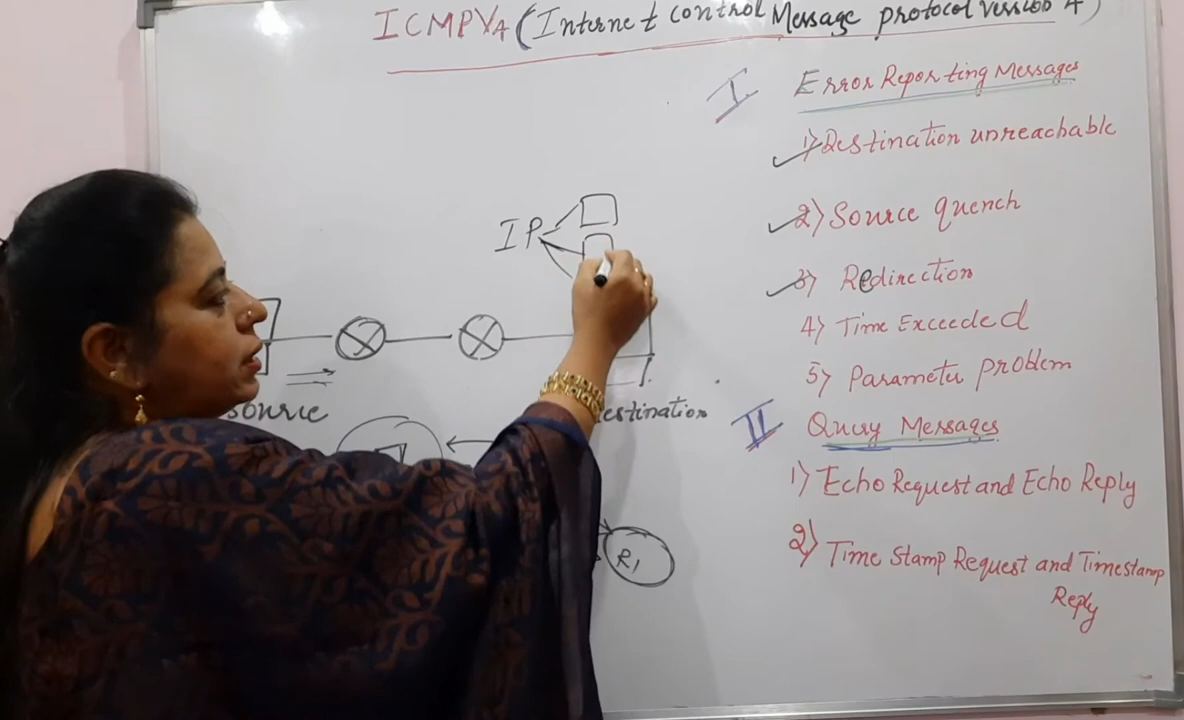 ICMPV4 (Internet control Message protocol version 4)
I Error Reporting Messages
1) Destination unreachable
2) Source quench
3) Redirection
4) Time Exceeded
5) Parameter problem
II Query Messages
1) Echo Request and Echo Reply
2) Time Stamp Request and Timestamp
Reply
IP
source
estination
R1